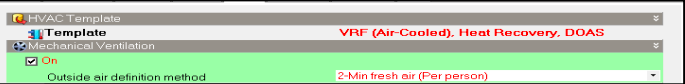 HVAC Template
Template VRF (Air-Cooled), Heat Recovery, DOAS
Mechanical Ventilation
On
Outside air definition method 2-Min fresh air (Per person)